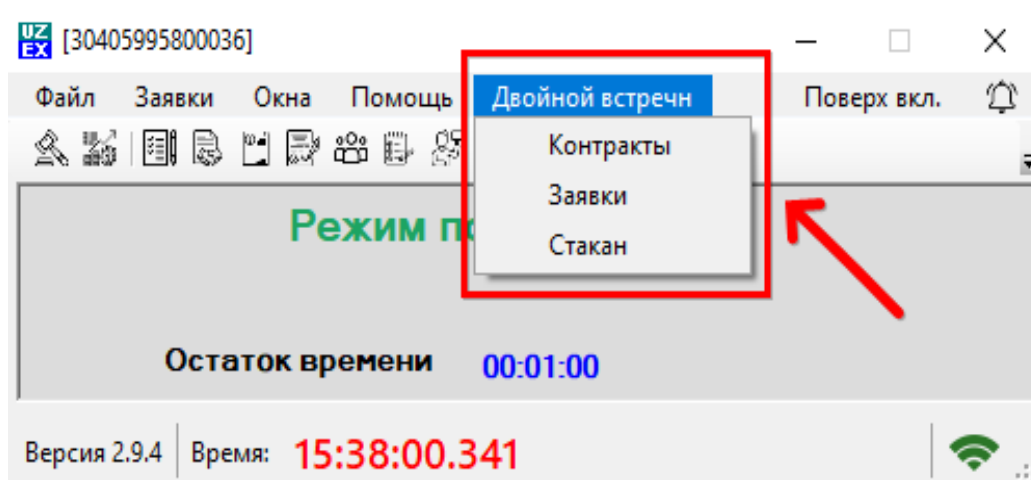 UZ
EX [30405995800036]
Файл Заявки Окна Помощь Двойной встречн Поверх вкл.
Контракты
Заявки
Стакан
Режим
Остаток времени 00:01:00
Версия 2.9.4 Время: 15:38:00.341